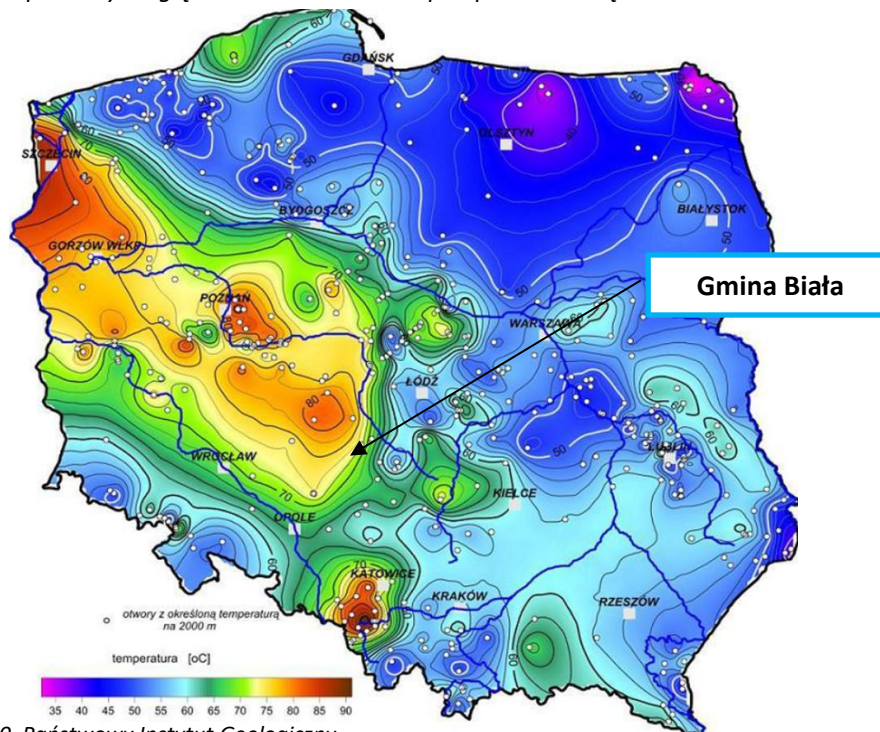 GDAŃSK
OLSZTYN
SZCZECIN
BIAŁYSTOK
BYDGOSZCZ
GORZÓW WLKP.
Gmina Biała
POZNAŃ
WARSZAWA
ŁÓDŹ
WROCŁAW
LUBLIN
KIELCE
OPOLE
KATOWICE
KRAKÓW
RZESZÓW
otwory z określoną temperaturą
na 2000 m
temperatura [oC]
35 40 45 50 55 60 65 70 75 80 85 90
Państwowy Instytut Geologiczny